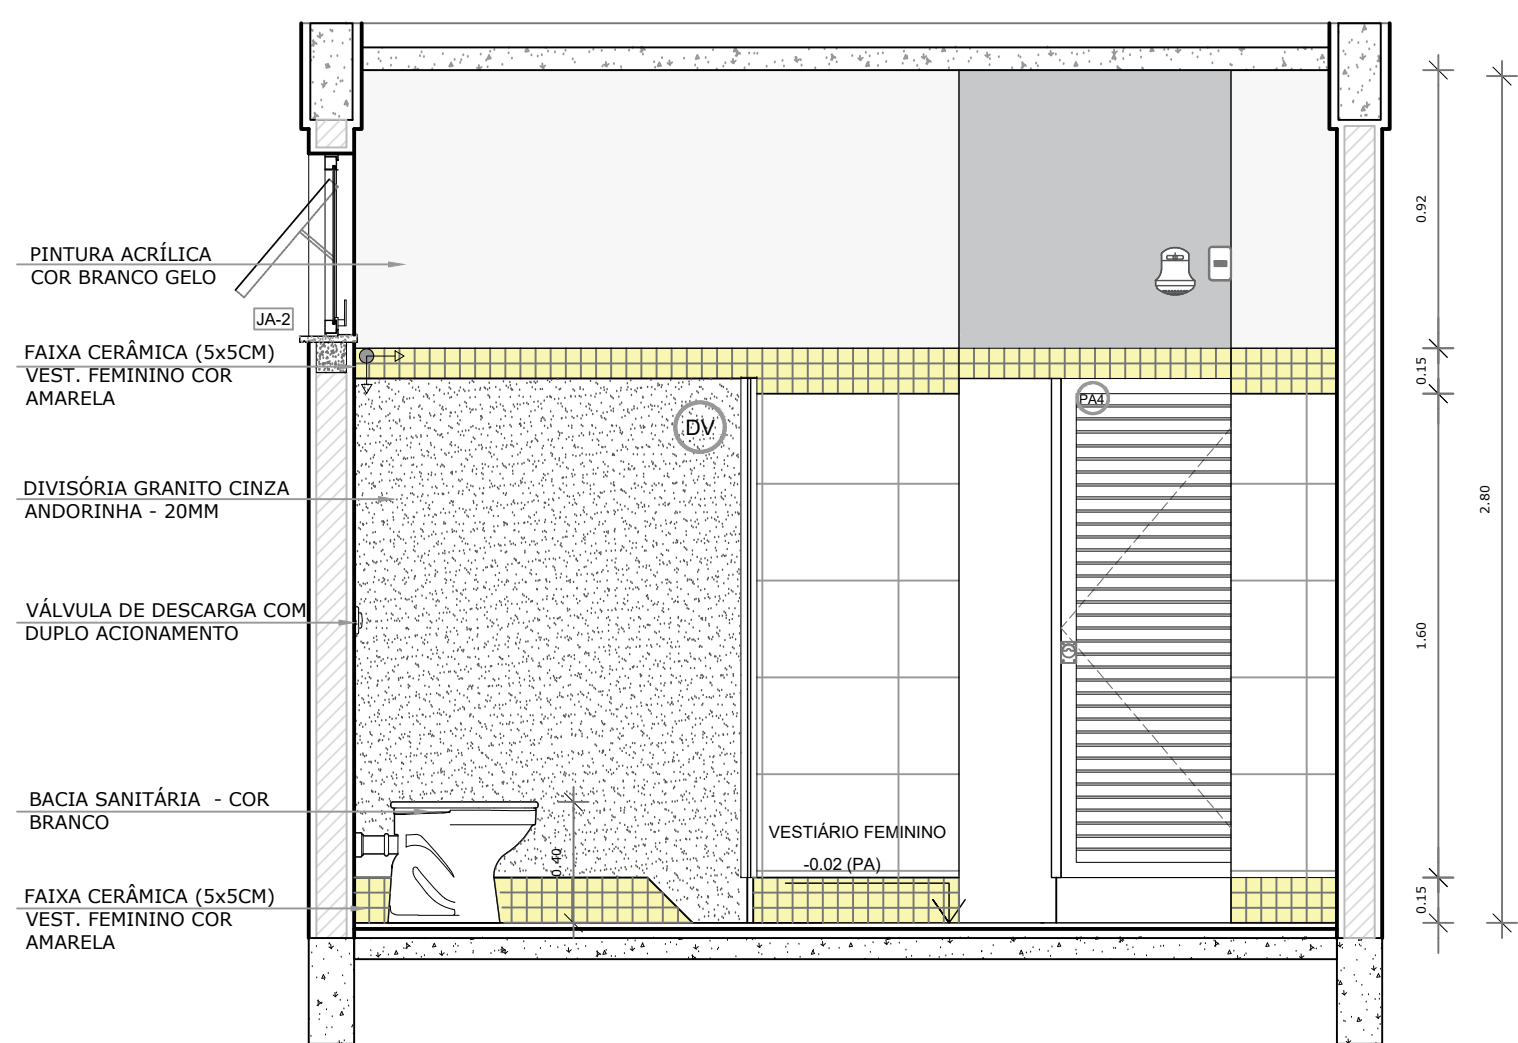 PINTURA ACRÍLICA
COR BRANCO GELO
JA-2
FAIXA CERÂMICA (5x5CM)
VEST. FEMININO COR
AMARELA
DIVISÓRIA GRANITO CINZA
ANDORINHA - 20MM
VÁLVULA DE DESCARGA COM
DUPLO ACIONAMENTO
BACIA SANITÁRIA  - COR
BRANCO
FAIXA CERÂMICA (5x5CM)
VEST. FEMININO COR
AMARELA
DV
PA4
0.40
VESTIÁRIO FEMININO
-0.02 (PA)
0.92
0.15
1.60
0.15
2.80